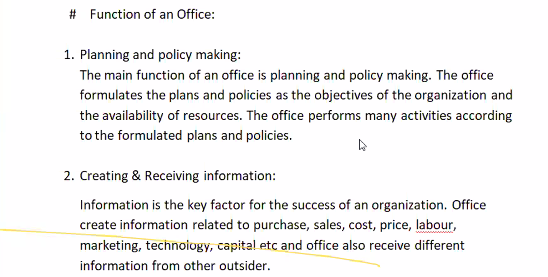 # Function of an Office:
1. Planning and policy making:
The main function of an office is planning and policy making. The office
formulates the plans and policies as the objectives of the organization and
the availability of resources. The office performs many activities according
to the formulated plans and policies.
2. Creating & Receiving information:
Information is the key factor for the success of an organization. Office
create information related to purchase, sales, cost, price, labour,
marketing, technology, capital etc and office also receive different
information from other outsider.